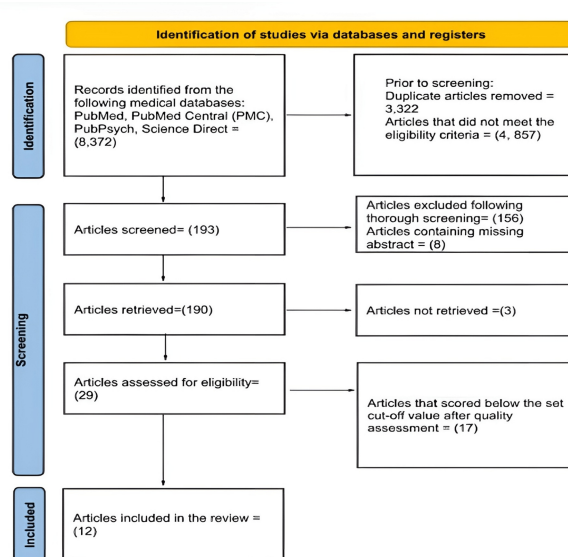 Identification of studies via databases and registers
Identification
Records identified from the
following medical databases:
PubMed, PubMed Central (PMC),
PubPsych, Science Direct =
(8,372)
Prior to screening:
Duplicate articles removed =
3,322
Articles that did not meet the
eligibility criteria = (4, 857)
Screening
Articles screened= (193)
Articles excluded following
thorough screening= (156)
Articles containing missing
abstract = (8)
Articles retrieved=(190)
Articles not retrieved =(3)
Articles assessed for eligibility=
(29)
Articles that scored below the set
cut-off value after quality
assessment = (17)
Included
Articles included in the review =
(12)